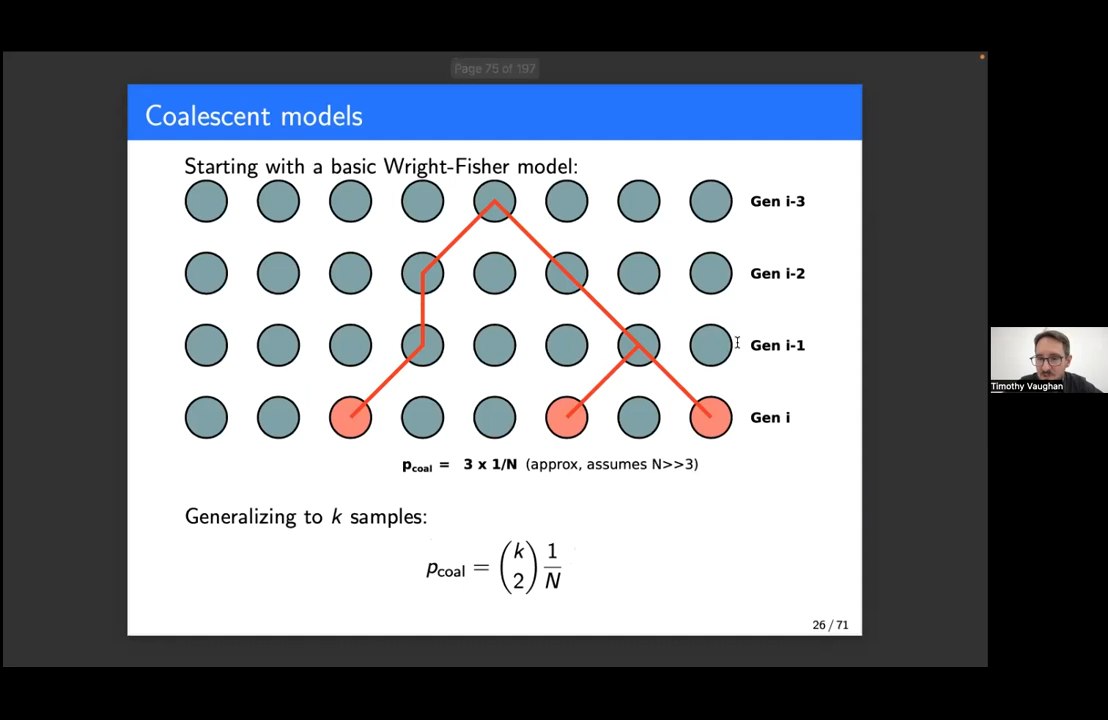 Page 75 of 197
Coalescent models
Starting with a basic Wright-Fisher model:
Gen i-3
Gen i-2
Gen i-1
Gen i
pcoal = 3 x 1/N (approx, assumes N>>3)
Generalizing to k samples:
pcoal = (k 2) 1/N
26 / 71
Timothy Vaughan